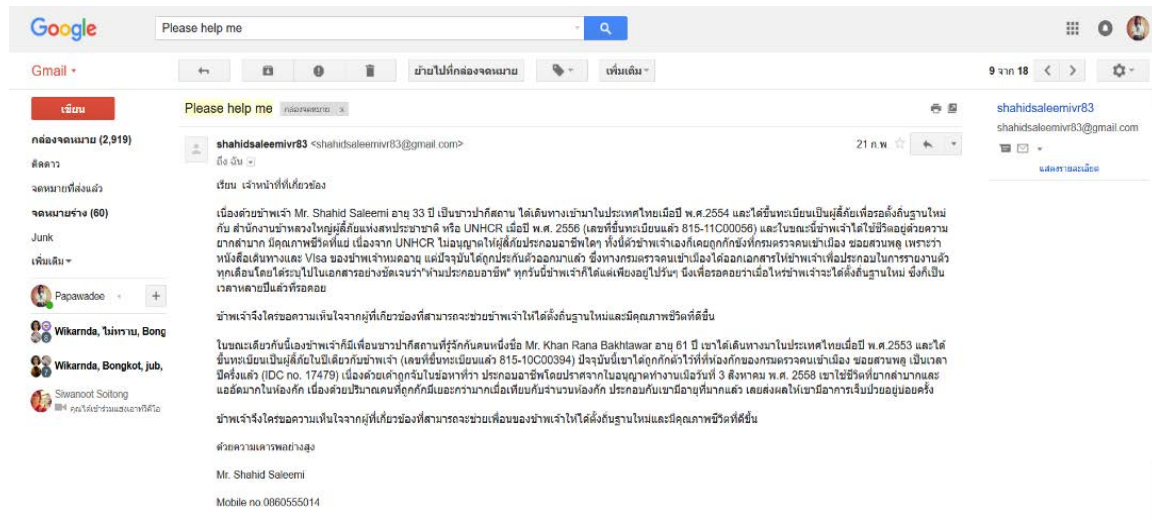 Google
Please help me
Gmail
ย้ายไปที่กล่องจดหมาย
เพิ่มเติม
9 จาก 18
เขียน
กล่องจดหมาย (2,919)
ติดดาว
จดหมายที่ส่งแล้ว
จดหมายร่าง (60)
Junk
เพิ่มเติม
Papawadee
Wikarnda, ไม่ทราบ, Bong
Wikarnda, Bongkot, jub,
Siwanoot Soitong
คุณได้เข้าร่วมแฮงเอาท์วิดีโอ
Please help me กล่องจดหมาย x
shahidsaleemivr83 <shahidsaleemivr83@gmail.com>
21 ก.พ.
ถึง ฉัน
เรียน เจ้าหน้าที่ที่เกี่ยวข้อง
เนื่องด้วยข้าพเจ้า Mr. Shahid Saleemi อายุ 33 ปี เป็นชาวปากีสถาน ได้เดินทางเข้ามาในประเทศไทยเมื่อปี พ.ศ.2554 และได้ขึ้นทะเบียนเป็นผู้ลี้ภัยเพื่อรอตั้งถิ่นฐานใหม่
กับ สำนักงานข้าหลวงใหญ่ผู้ลี้ภัยแห่งสหประชาชาติ หรือ UNHCR เมื่อปี พ.ศ. 2556 (เลขที่ขึ้นทะเบียนแล้ว 815-11C00056) และในขณะนี้ข้าพเจ้าได้ใช้ชีวิตอยู่ด้วยความ
ยากลำบาก มีคุณภาพชีวิตที่แย่ เนื่องจาก UNHCR ไม่อนุญาตให้ผู้ลี้ภัยประกอบอาชีพใดๆ ทั้งนี้ตัวข้าพเจ้าเองก็เคยถูกกักขังที่กรมตรวจคนเข้าเมือง ซอยสวนพลู เพราะว่า
หนังสือเดินทางและ Visa ของข้าพเจ้าหมดอายุ แต่ปัจจุบันได้ถูกประกันตัวออกมาแล้ว ซึ่งทางกรมตรวจคนเข้าเมืองได้ออกเอกสารให้ข้าพเจ้าเพื่อประกอบในการรายงานตัว
ทุกเดือนโดยได้ระบุไปในเอกสารอย่างชัดเจนว่า"ห้ามประกอบอาชีพ" ทุกวันนี้ข้าพเจ้าก็ได้แต่เพียงอยู่ไปวันๆ นึงเพื่อรอคอยว่าเมื่อไหร่ข้าพเจ้าจะได้ตั้งถิ่นฐานใหม่ ซึ่งก็เป็น
เวลาหลายปีแล้วที่รอคอย
ข้าพเจ้าจึงใคร่ขอความเห็นใจจากผู้ที่เกี่ยวข้องที่สามารถจะช่วยข้าพเจ้าให้ได้ตั้งถิ่นฐานใหม่และมีคุณภาพชีวิตที่ดีขึ้น
ในขณะเดียวกันนี้เองข้าพเจ้าก็มีเพื่อนชาวปากีสถานที่รู้จักกันคนหนึ่งชื่อ Mr. Khan Rana Bakhtawar อายุ 61 ปี เขาได้เดินทางมาในประเทศไทยเมื่อปี พ.ศ.2553 และได้
ขึ้นทะเบียนเป็นผู้ลี้ภัยในปีเดียวกับข้าพเจ้า (เลขที่ขึ้นทะเบียนแล้ว 815-10C00394) ปัจจุบันนี้เขาได้ถูกกักตัวไว้ที่ที่ห้องกักของกรมตรวจคนเข้าเมือง ซอยสวนพลู เป็นเวลา
ปีครึ่งแล้ว (IDC no. 17479) เนื่องด้วยเค้าถูกจับในข้อหาที่ว่า ประกอบอาชีพโดยปราศจากใบอนุญาตทำงานเมื่อวันที่ 3 สิงหาคม พ.ศ. 2558 เขาใช้ชีวิตที่ยากลำบากและ
แออัดมากในห้องกัก เนื่องด้วยปริมาณคนที่ถูกกักมีเยอะกว่ามากเมื่อเทียบกับจำนวนห้องกัก ประกอบกับเขามีอายุที่มากแล้ว เลยส่งผลให้เขามีอาการเจ็บป่วยอยู่บ่อยครั้ง
ข้าพเจ้าจึงใคร่ขอความเห็นใจจากผู้ที่เกี่ยวข้องที่สามารถจะช่วยเพื่อนของข้าพเจ้าให้ได้ตั้งถิ่นฐานใหม่และมีคุณภาพชีวิตที่ดีขึ้น
ด้วยความเคารพอย่างสูง
Mr. Shahid Saleemi
Mobile no.0860555014
shahidsaleemivr83
shahidsaleemivr83@gmail.com
แสดงรายละเอียด